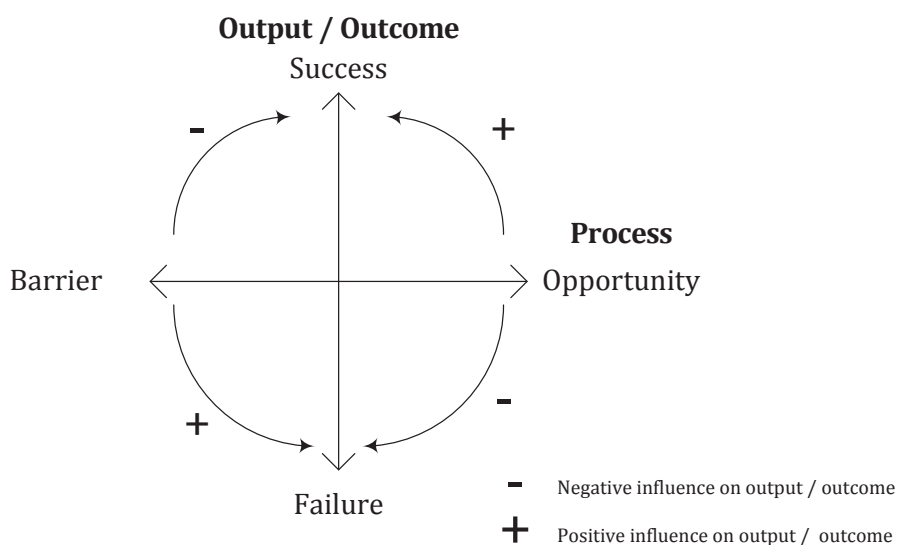 Output / Outcome
Success
-
+
Process
Barrier
Opportunity
+
-
Failure
- Negative influence on output / outcome
+ Positive influence on output / outcome